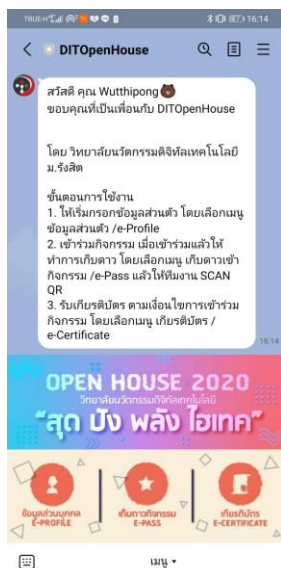 TRUE-H
16:14
DITOpenHouse
สวัสดี คุณ Wutthipong
ขอบคุณที่เป็นเพื่อนกับ DITOpenHouse
โดย วิทยาลัยนวัตกรรมดิจิทัลเทคโนโลยี
ม.รังสิต
ขั้นตอนการใช้งาน
1. ให้เริ่มกรอกข้อมูลส่วนตัว โดยเลือกเมนู
ข้อมูลส่วนตัว /e-Profile
2. เข้าร่วมกิจกรรม เมื่อเข้าร่วมแล้วให้
ทำการเก็บดาว โดยเลือกเมนู เก็บดาวเข้า
กิจกรรม /e-Pass แล้วให้ทีมงาน SCAN
QR
3. รับเกียรติบัตร ตามเงื่อนไขการเข้าร่วม
กิจกรรม โดยเลือกเมนู เกียรติบัตร /
e-Certificate
16:14
OPEN HOUSE 2020
วิทยาลัยนวัตกรรมดิจิทัลเทคโนโลยี
"สุด ปัง พลัง ไฮเทค"
ข้อมูลส่วนบุคคล
E-PROFILE
เก็บดาวกิจกรรม
E-PASS
เกียรติบัตร
E-CERTIFICATE
เมนู